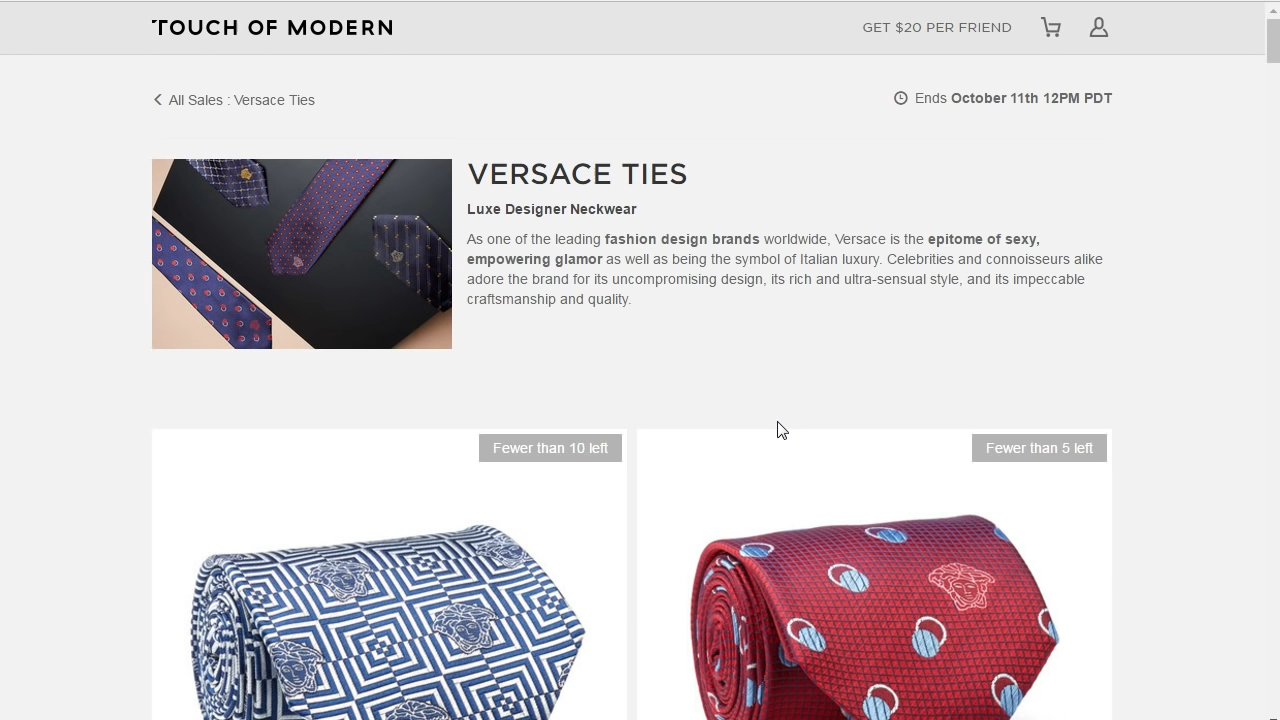 TOUCH OF MODERN
GET $20 PER FRIEND
All Sales : Versace Ties
Ends October 11th 12PM PDT
VERSACE TIES
Luxe Designer Neckwear
As one of the leading fashion design brands worldwide, Versace is the epitome of sexy,
empowering glamor as well as being the symbol of Italian luxury. Celebrities and connoisseurs alike
adore the brand for its uncompromising design, its rich and ultra-sensual style, and its impeccable
craftsmanship and quality.
Fewer than 10 left
Fewer than 5 left